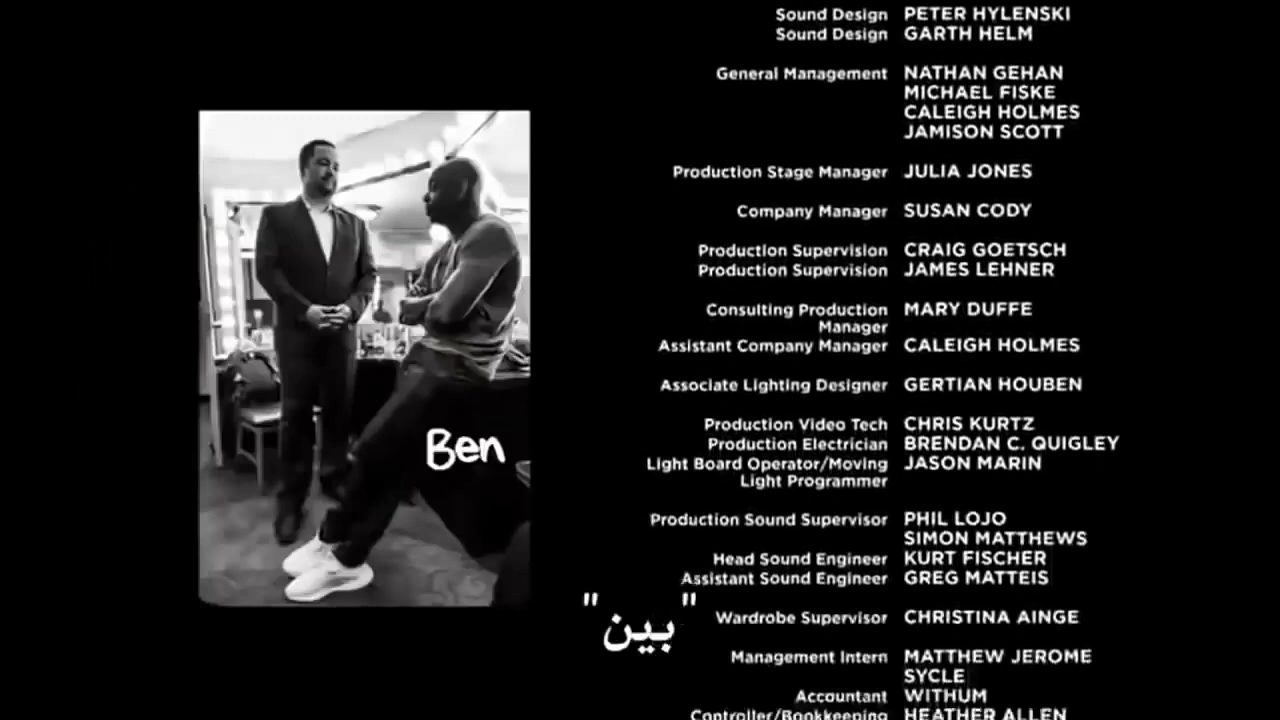 Sound Design PETER HYLENSKI
Sound Design GARTH HELM
General Management NATHAN GEHAN
MICHAEL FISKE
CALEIGH HOLMES
JAMISON SCOTT
Production Stage Manager JULIA JONES
Company Manager SUSAN CODY
Production Supervision CRAIG GOETSCH
Production Supervision JAMES LEHNER
Consulting Production MARY DUFFE
Manager
Assistant Company Manager CALEIGH HOLMES
Associate Lighting Designer GERTIAN HOUBEN
Production Video Tech CHRIS KURTZ
Production Electrician BRENDAN C. QUIGLEY
Light Board Operator/Moving JASON MARIN
Light Programmer
Ben
Production Sound Supervisor PHIL LOJO
SIMON MATTHEWS
Head Sound Engineer KURT FISCHER
Assistant Sound Engineer GREG MATTEIS
Wardrobe Supervisor CHRISTINA AINGE
"بين"
Management Intern MATTHEW JEROME
SYCLE
Accountant WITHUM
Controller/Bookkeeping HEATHER ALLEN